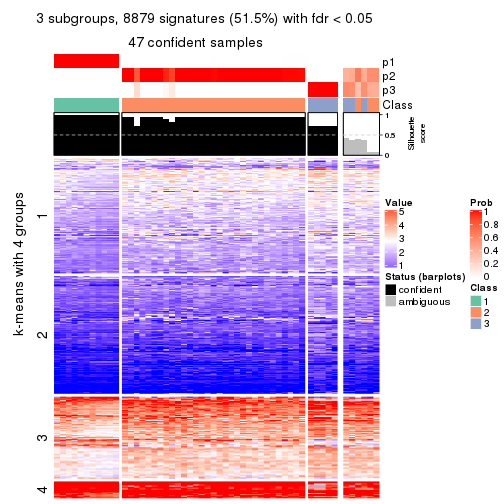 3 subgroups, 8879 signatures (51.5%) with fdr < 0.05
47 confident samples
p1
p2
p3
Class
1
0.5
0
Silhouette
score
k-means with 4 groups
1
2
3
4
Value
5
4
3
2
1
Status (barplots)
confident
ambiguous
Prob
1
0.8
0.6
0.4
0.2
0
Class
1
2
3